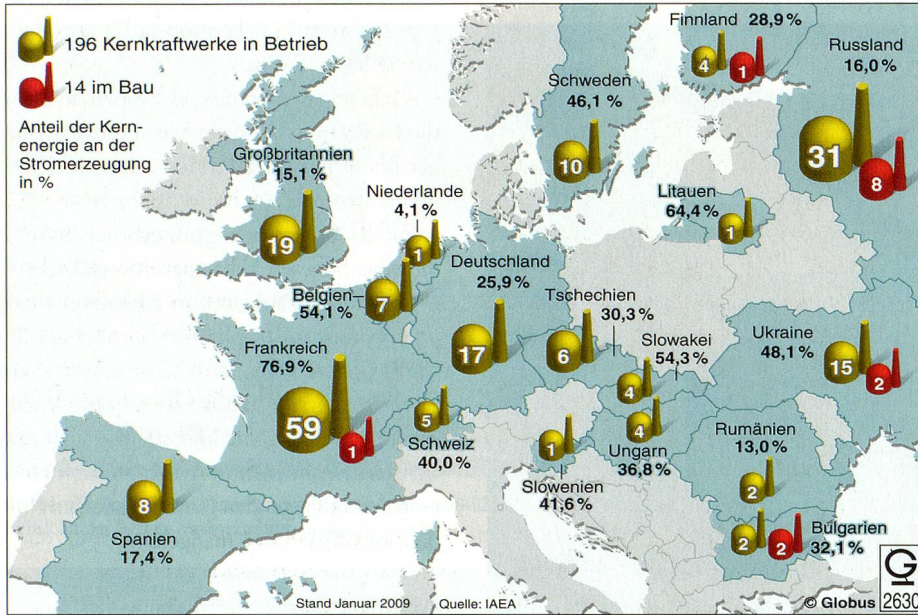 196 Kernkraftwerke in Betrieb
14 im Bau
Anteil der Kern-
energie an der
Stromerzeugung
in %
Finnland 28,9 %
4
1
Russland
16,0 %
31
8
Schweden
46,1 %
10
Großbritannien
15,1 %
19
Niederlande
4,1 %
1
Litauen
64,4 %
1
Belgien
54,1 %
7
Deutschland
25,9 %
17
Tschechien
30,3 %
6
Slowakei
54,3 %
4
Ukraine
48,1 %
15
2
Frankreich
76,9 %
59
1
5
Schweiz
40,0 %
1
Slowenien
41,6 %
4
Ungarn
36,8 %
Rumänien
13,0 %
2
8
Spanien
17,4 %
2
2
Bulgarien
32,1 %
Stand Januar 2009 Quelle: IAEA
© Globus
G
2630